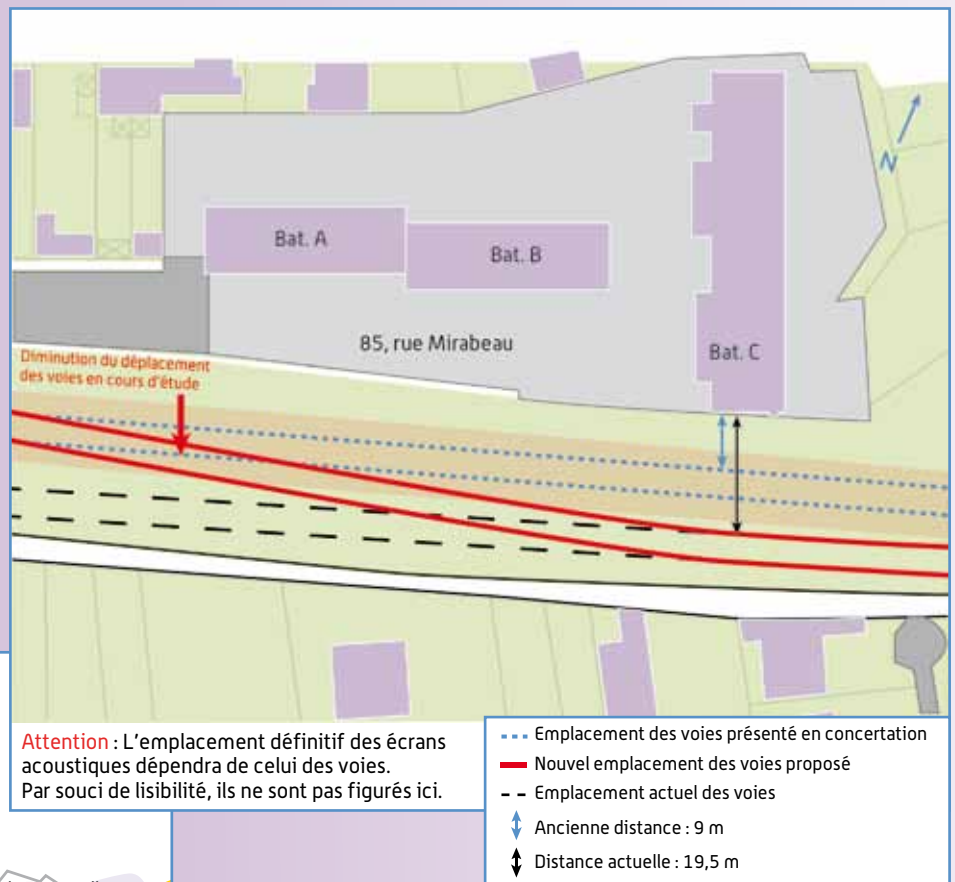 N
Bat. A
Bat. B
85, rue Mirabeau
Bat. C
Diminution du déplacement
des voies en cours d'étude
Attention : L'emplacement définitif des écrans
acoustiques dépendra de celui des voies.
Par souci de lisibilité, ils ne sont pas figurés ici.
Emplacement des voies présenté en concertation
Nouvel emplacement des voies proposé
Emplacement actuel des voies
Ancienne distance : 9 m
Distance actuelle : 19,5 m